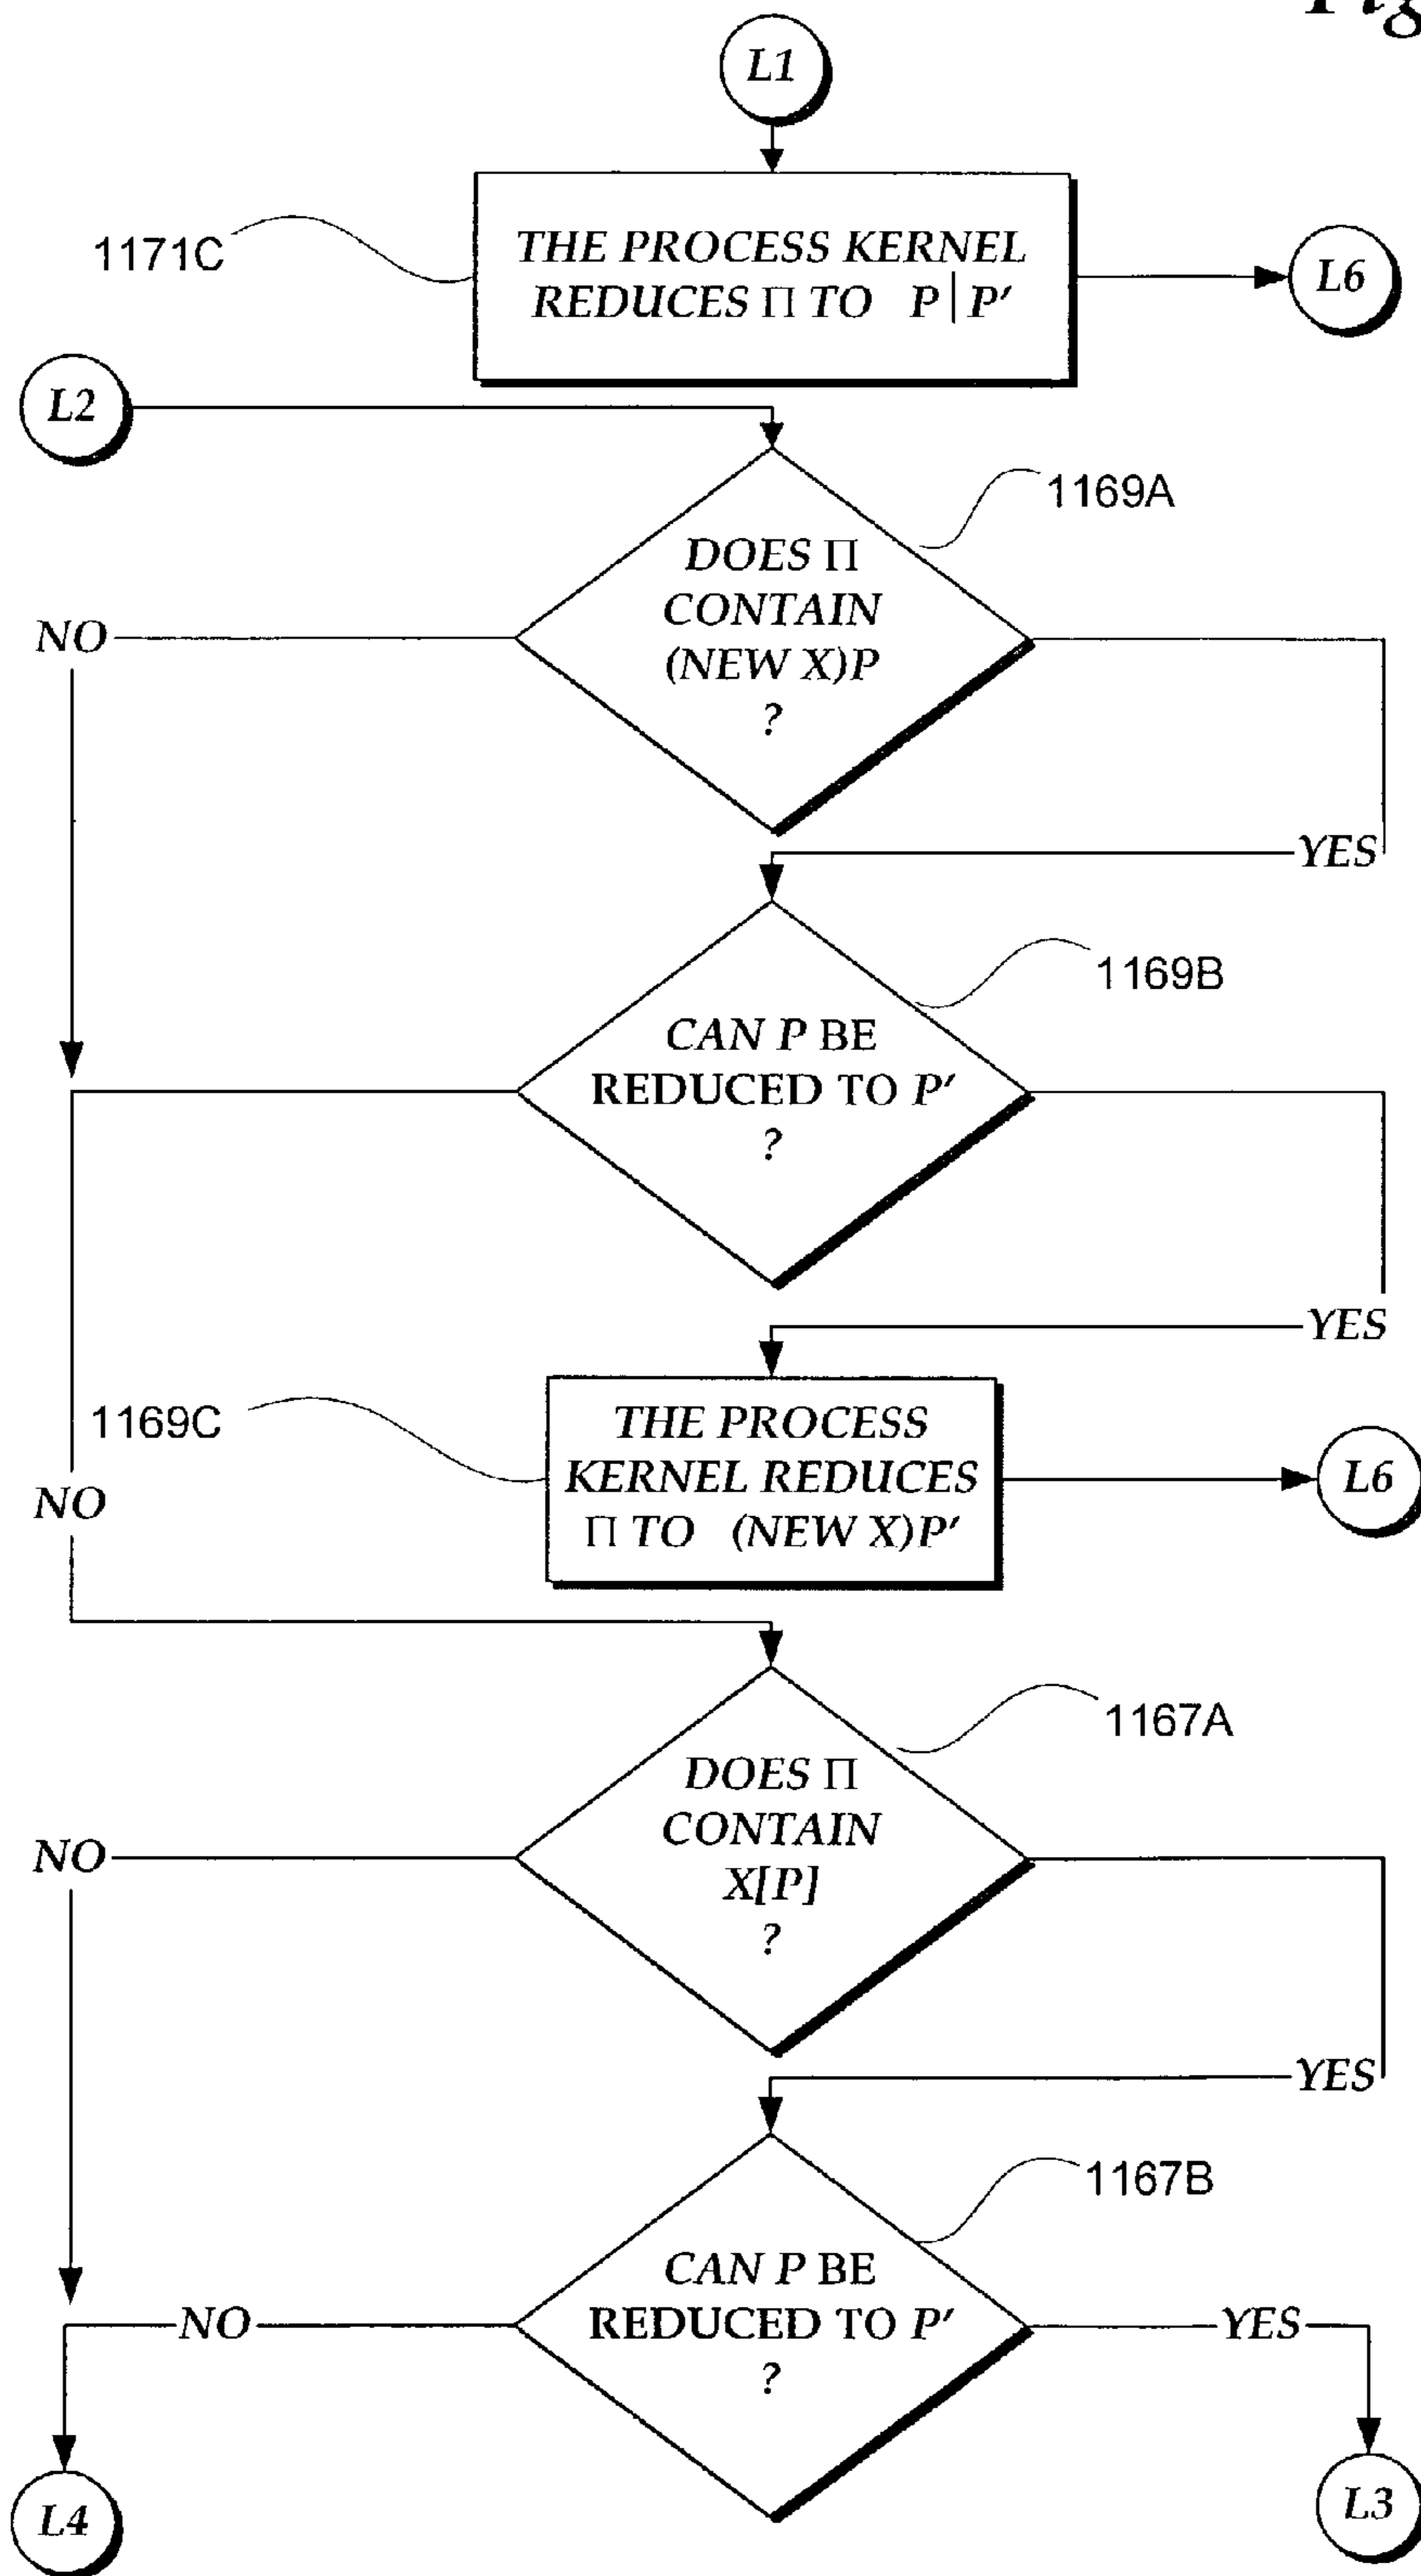 Fig
L1
1171C
THE PROCESS KERNEL
REDUCES Π TO P | P'
L6
L2
1169A
DOES Π
CONTAIN
(NEW X)P
?
NO
YES
1169B
CAN P BE
REDUCED TO P'
?
YES
1169C
THE PROCESS
KERNEL REDUCES
Π TO (NEW X)P'
L6
NO
1167A
DOES Π
CONTAIN
X[P]
?
NO
YES
1167B
CAN P BE
REDUCED TO P'
?
NO
YES
L4
L3